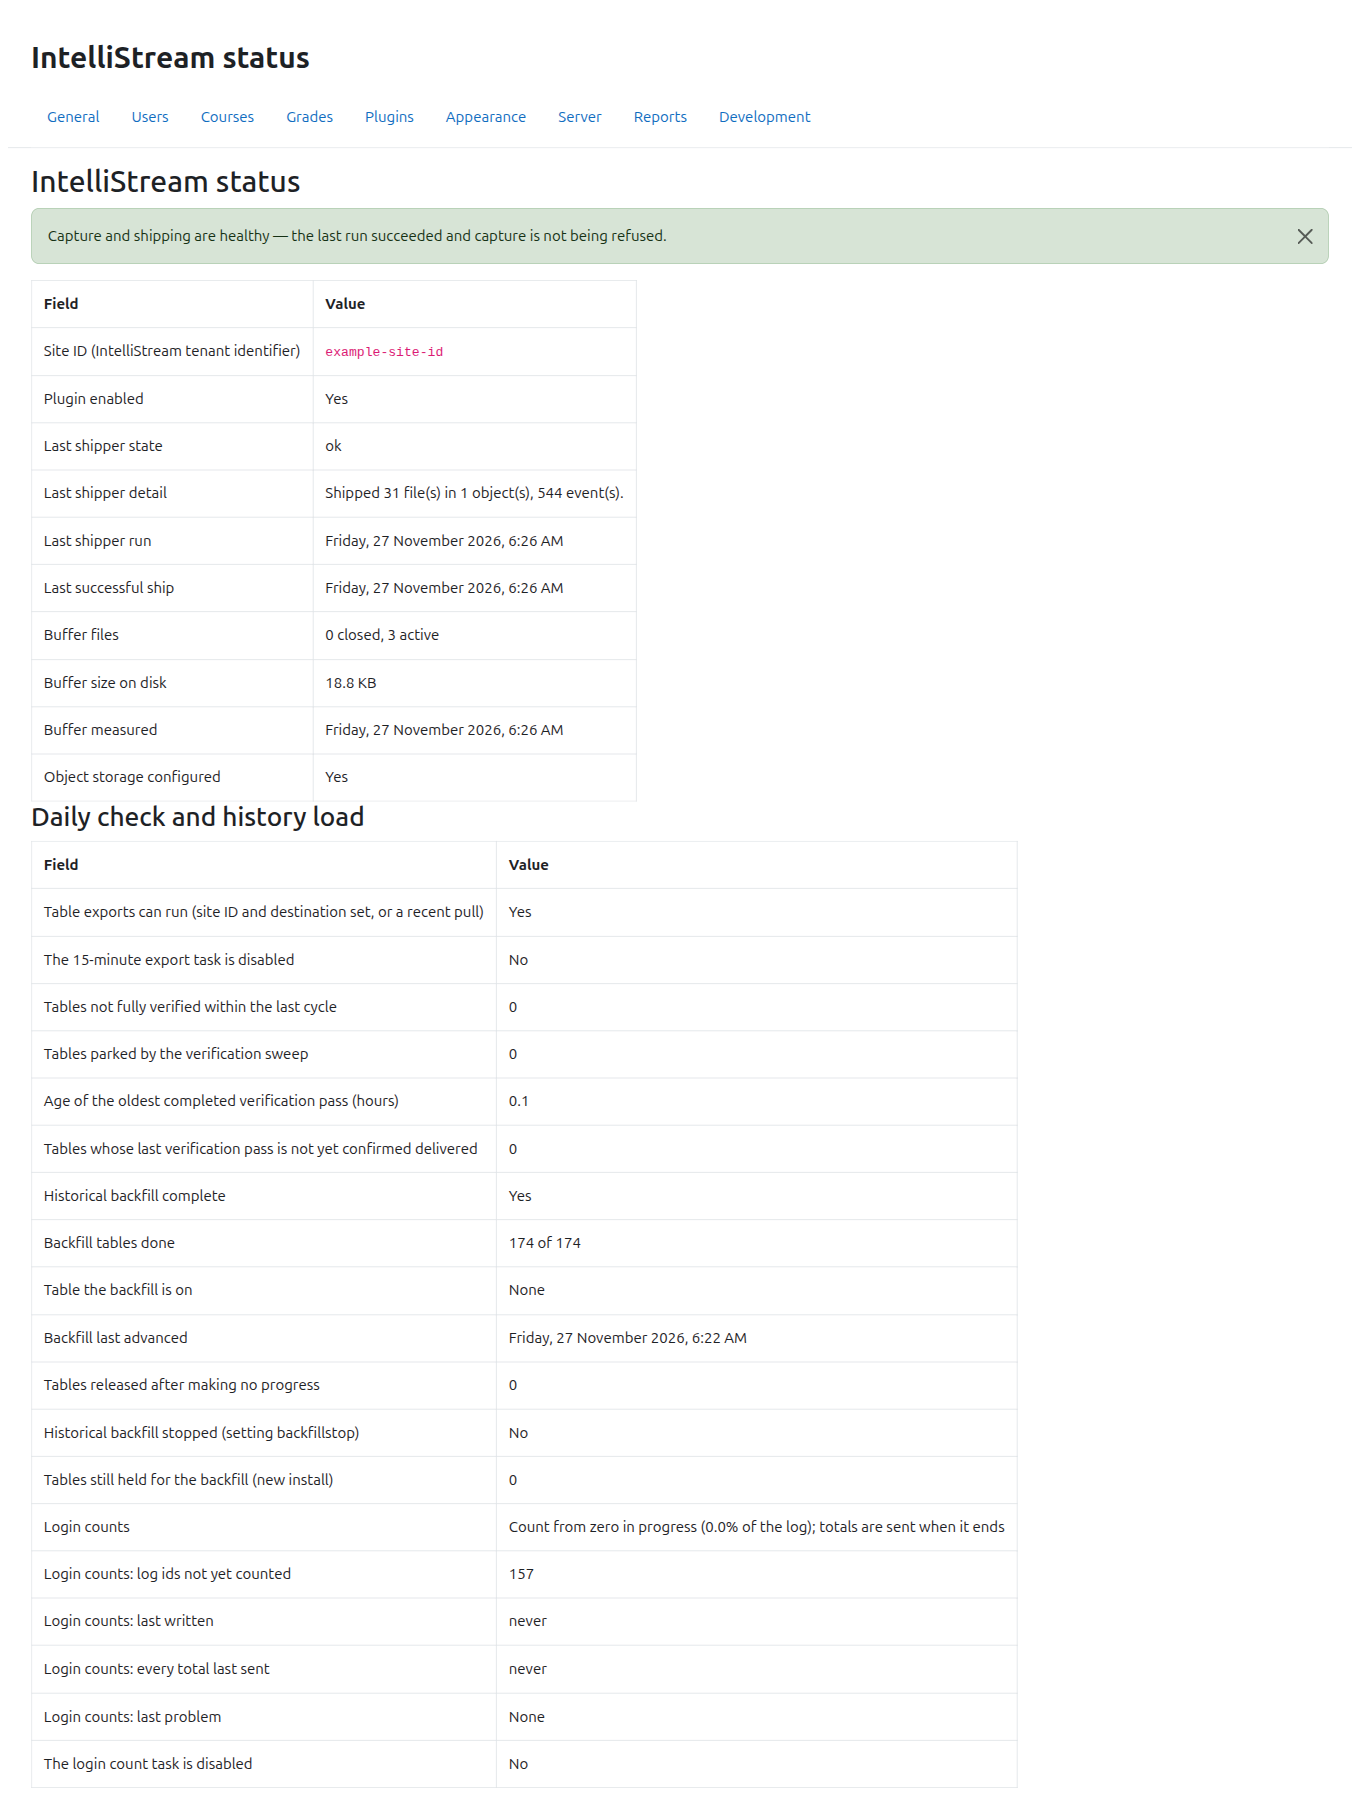 IntelliStream status
General Users Courses Grades Plugins Appearance Server Reports Development
IntelliStream status
Capture and shipping are healthy — the last run succeeded and capture is not being refused.
Field Value
Site ID (IntelliStream tenant identifier) example-site-id
Plugin enabled Yes
Last shipper state ok
Last shipper detail Shipped 31 file(s) in 1 object(s), 544 event(s).
Last shipper run Friday, 27 November 2026, 6:26 AM
Last successful ship Friday, 27 November 2026, 6:26 AM
Buffer files 0 closed, 3 active
Buffer size on disk 18.8 KB
Buffer measured Friday, 27 November 2026, 6:26 AM
Object storage configured Yes
Daily check and history load
Field Value
Table exports can run (site ID and destination set, or a recent pull) Yes
The 15-minute export task is disabled No
Tables not fully verified within the last cycle 0
Tables parked by the verification sweep 0
Age of the oldest completed verification pass (hours) 0.1
Tables whose last verification pass is not yet confirmed delivered 0
Historical backfill complete Yes
Backfill tables done 174 of 174
Table the backfill is on None
Backfill last advanced Friday, 27 November 2026, 6:22 AM
Tables released after making no progress 0
Historical backfill stopped (setting backfillstop) No
Tables still held for the backfill (new install) 0
Login counts Count from zero in progress (0.0% of the log); totals are sent when it ends
Login counts: log ids not yet counted 157
Login counts: last written never
Login counts: every total last sent never
Login counts: last problem None
The login count task is disabled No